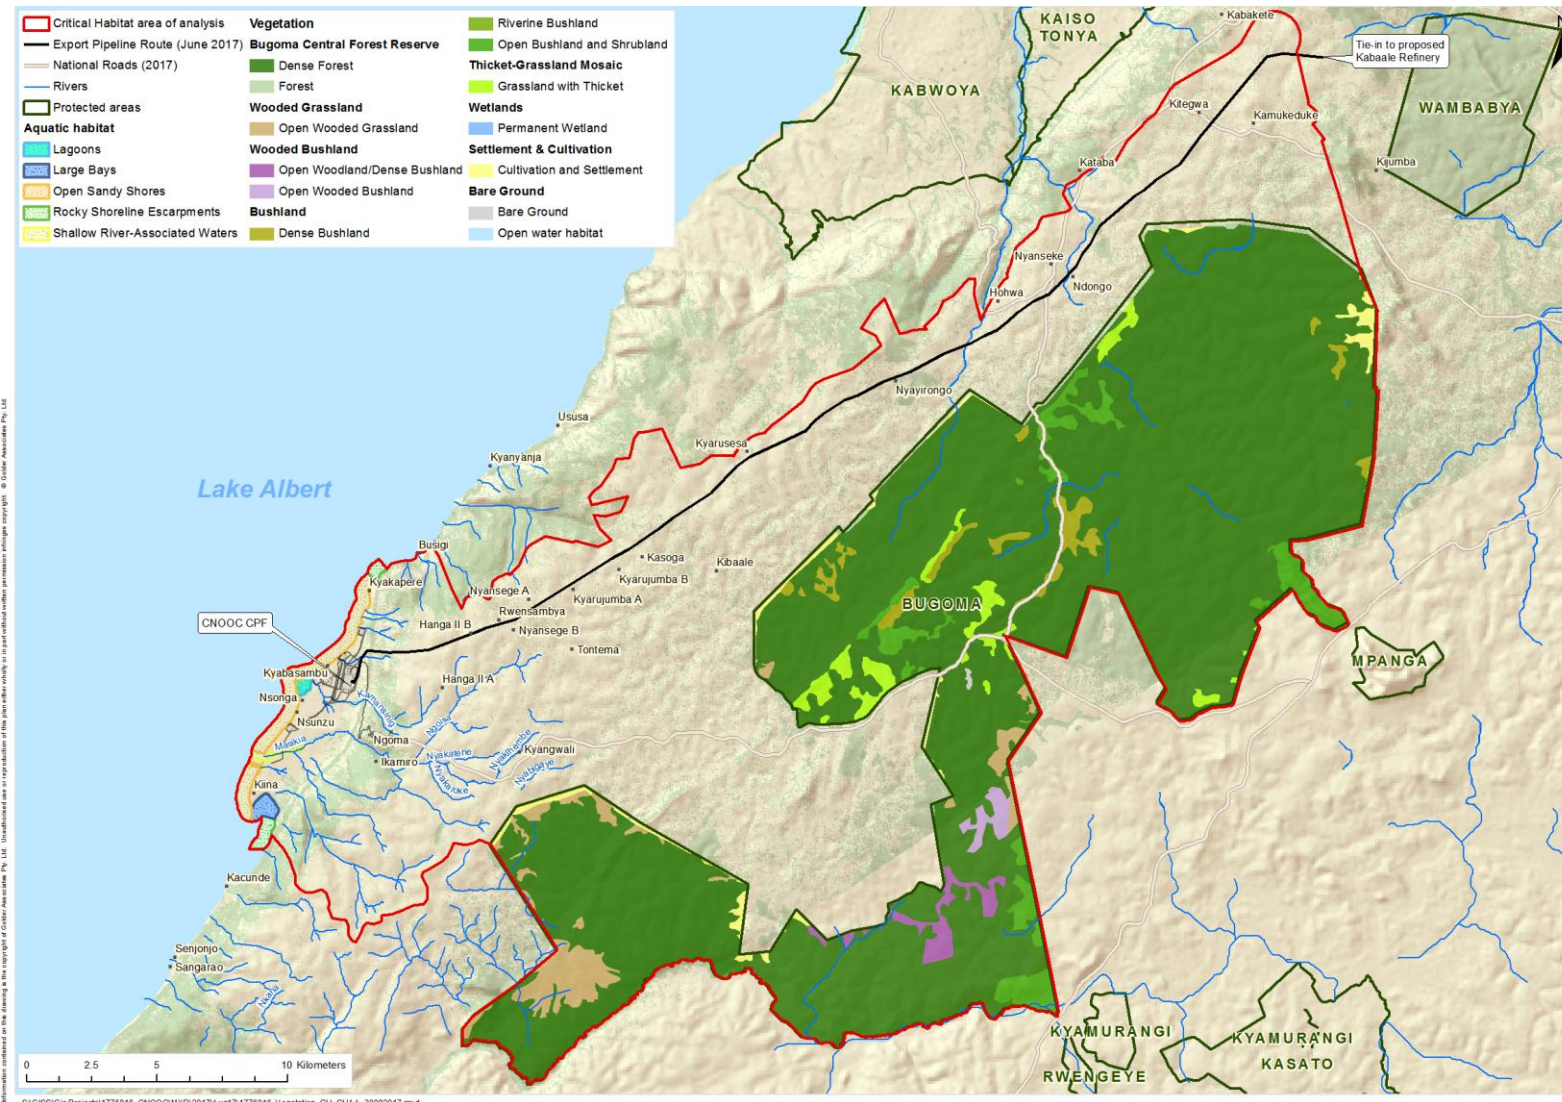 Critical Habitat area of analysis
Export Pipeline Route (June 2017)
National Roads (2017)
Rivers
Protected areas
Aquatic habitat
Lagoons
Large Bays
Open Sandy Shores
Rocky Shoreline Escarpments
Shallow River-Associated Waters
Vegetation
Bugoma Central Forest Reserve
Dense Forest
Forest
Wooded Grassland
Open Wooded Grassland
Wooded Bushland
Open Woodland/Dense Bushland
Open Wooded Bushland
Bushland
Dense Bushland
Riverine Bushland
Open Bushland and Shrubland
Thicket-Grassland Mosaic
Grassland with Thicket
Wetlands
Permanent Wetland
Settlement & Cultivation
Cultivation and Settlement
Bare Ground
Bare Ground
Open water habitat
KAISO
TONYA
Kabakete
Tie-in to proposed
Kabaale Refinery
KABWOYA
Kitegwa
Kamukeduke
WAMBABYA
Kataba
Kijumba
Nyanseke
Ndongo
Hohwa
Nyayirongo
Ususa
Kyarusesa
Kyanyanja
Lake Albert
Busigi
Kasoga
Kibaale
Kyakapere
Kyarujumba B
Nyansege A
Kyarujumba A
Rwensambya
CNOOC CPF
Hanga II B
Nyansege B
BUGOMA
Tontema
Kyabasambu
Hanga II A
MPANGA
Nsonga
Nsunzu
Ngoma
Masika
Nyakatene
Kyangwali
Ikamiro
Kiina
Kacunde
Senjonjo
Sangarao
KYAMURANGI
KYAMURANGI
KASATO
RWENGEYE
0 2.5 5 10 Kilometers